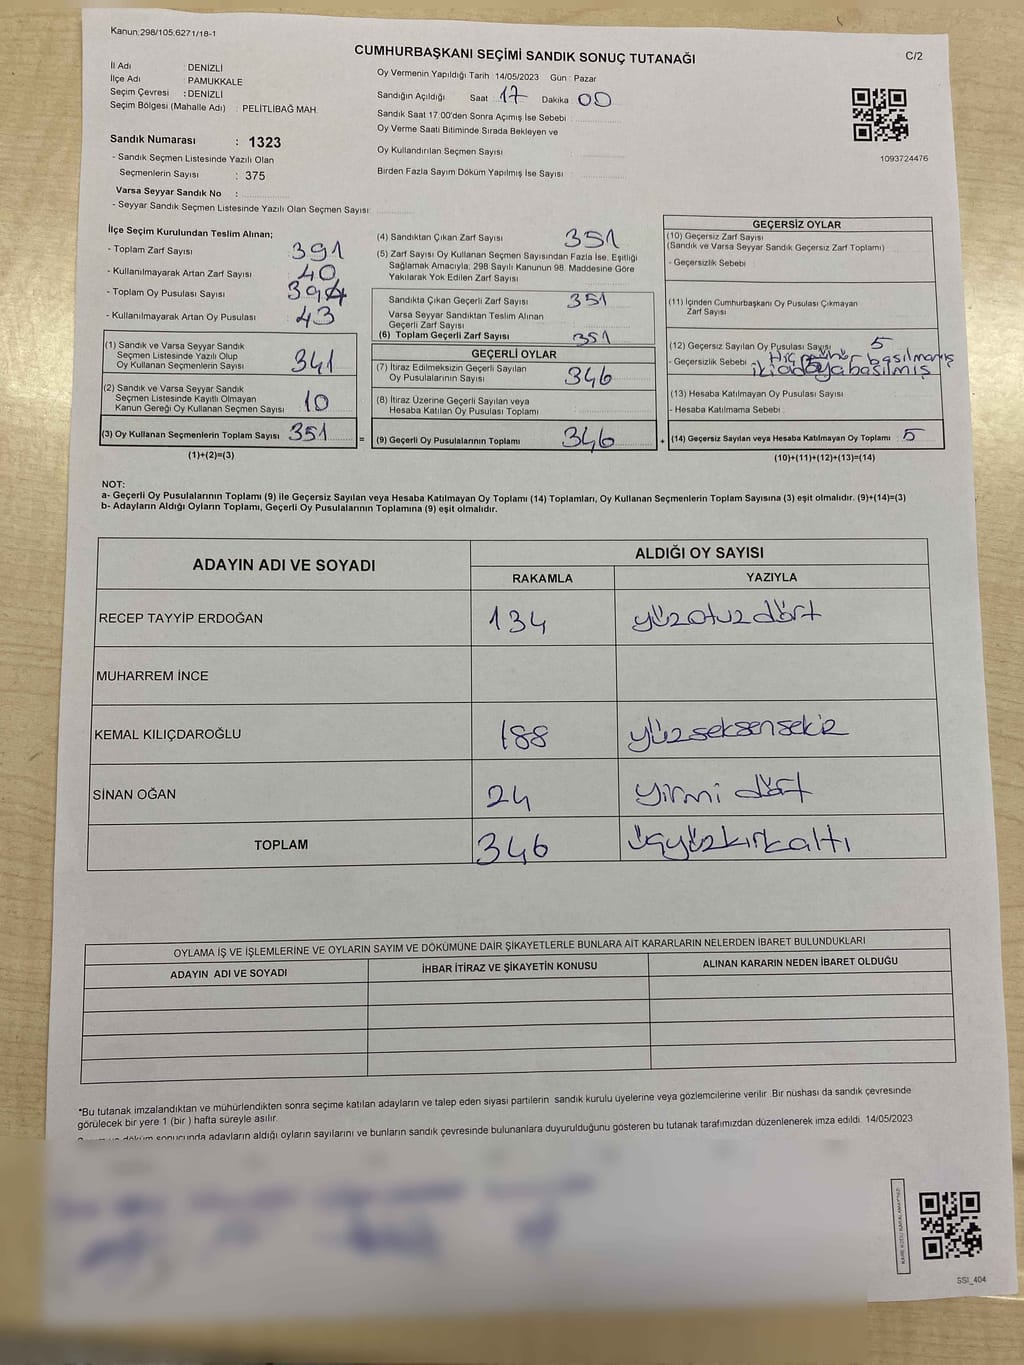 Kanun:298/105.6271/18-1
CUMHURBAŞKANI SEÇİMİ SANDIK SONUÇ TUTANAĞI
C/2
İl Adı : DENİZLİ
İlçe Adı : PAMUKKALE
Seçim Çevresi : DENİZLİ
Seçim Bölgesi (Mahalle Adı) : PELİTLİBAĞ MAH.
Sandık Numarası : 1323
- Sandık Seçmen Listesinde Yazılı Olan
Seçmenlerin Sayısı : 375
Varsa Seyyar Sandık No :
- Seyyar Sandık Seçmen Listesinde Yazılı Olan Seçmen Sayısı:
Oy Vermenin Yapıldığı Tarih : 14/05/2023 Gün : Pazar
Sandığın Açıldığı Saat : 17 Dakika : 00
Sandık Saat 17:00'den Sonra Açımış İse Sebebi :
Oy Verme Saati Bitiminde Sırada Bekleyen ve
Oy Kullandırılan Seçmen Sayısı :
Birden Fazla Sayım Döküm Yapılmış İse Sayısı :
1093724476
İlçe Seçim Kurulundan Teslim Alınan;
- Toplam Zarf Sayısı 391
- Kullanılmayarak Artan Zarf Sayısı 40
- Toplam Oy Pusulası Sayısı 394
- Kullanılmayarak Artan Oy Pusulası 43
(1) Sandık ve Varsa Seyyar Sandık
Seçmen Listesinde Yazılı Olup
Oy Kullanan Seçmenlerin Sayısı 341
(2) Sandık ve Varsa Seyyar Sandık
Seçmen Listesinde Kayıtlı Olmayan
Kanun Gereği Oy Kullanan Seçmen Sayısı 10
(3) Oy Kullanan Seçmenlerin Toplam Sayısı 351 =
(1)+(2)=(3)
(4) Sandıktan Çıkan Zarf Sayısı 351
(5) Zarf Sayısı Oy Kullanan Seçmen Sayısından Fazla İse, Eşitliği
Sağlamak Amacıyla; 298 Sayılı Kanunun 98. Maddesine Göre
Yakılarak Yok Edilen Zarf Sayısı
Sandıkta Çıkan Geçerli Zarf Sayısı 351
Varsa Seyyar Sandıktan Teslim Alınan
Geçerli Zarf Sayısı
(6) Toplam Geçerli Zarf Sayısı 351
GEÇERLİ OYLAR
(7) İtiraz Edilmeksizin Geçerli Sayılan
Oy Pusulalarının Sayısı 346
(8) İtiraz Üzerine Geçerli Sayılan veya
Hesaba Katılan Oy Pusulası Toplamı
(9) Geçerli Oy Pusulalarının Toplamı 346 +
GEÇERSİZ OYLAR
(10) Geçersiz Zarf Sayısı
(Sandık ve Varsa Seyyar Sandık Geçersiz Zarf Toplamı)
- Geçersizlik Sebebi
(11) İçinden Cumhurbaşkanı Oy Pusulası Çıkmayan
Zarf Sayısı
(12) Geçersiz Sayılan Oy Pusulası Sayısı 5
- Geçersizlik Sebebi Hiç mühür basılmamış
iki adaya basılmış
(13) Hesaba Katılmayan Oy Pusulası Sayısı
- Hesaba Katılmama Sebebi
(14) Geçersiz Sayılan veya Hesaba Katılmayan Oy Toplamı : 5
(10)+(11)+(12)+(13)=(14)
NOT:
a- Geçerli Oy Pusulalarının Toplamı (9) ile Geçersiz Sayılan veya Hesaba Katılmayan Oy Toplamı (14) Toplamları, Oy Kullanan Seçmenlerin Toplam Sayısına (3) eşit olmalıdır. (9)+(14)=(3)
b- Adayların Aldığı Oyların Toplamı, Geçerli Oy Pusulalarının Toplamına (9) eşit olmalıdır.
ADAYIN ADI VE SOYADI
ALDIĞI OY SAYISI
RAKAMLA YAZIYLA
RECEP TAYYİP ERDOĞAN 134 yüzotuzdört
MUHARREM İNCE
KEMAL KILIÇDAROĞLU 188 yüzseksensekiz
SİNAN OĞAN 24 yirmi dört
TOPLAM 346 üçyüzkırkaltı
OYLAMA İŞ VE İŞLEMLERİNE VE OYLARIN SAYIM VE DÖKÜMÜNE DAİR ŞİKAYETLERLE BUNLARA AİT KARARLARIN NELERDEN İBARET BULUNDUKLARI
ADAYIN ADI VE SOYADI İHBAR İTİRAZ VE ŞİKAYETİN KONUSU ALINAN KARARIN NEDEN İBARET OLDUĞU
*Bu tutanak imzalandıktan ve mühürlendikten sonra seçime katılan adayların ve talep eden siyasi partilerin sandık kurulu üyelerine veya gözlemcilerine verilir. Bir nüshası da sandık çevresinde
görülecek bir yere 1 (bir ) hafta süreyle asılır.
döküm sonucunda adayların aldığı oyların sayılarını ve bunların sandık çevresinde bulunanlara duyurulduğunu gösteren bu tutanak tarafımızdan düzenlenerek imza edildi. 14/05/2023
SSI_404